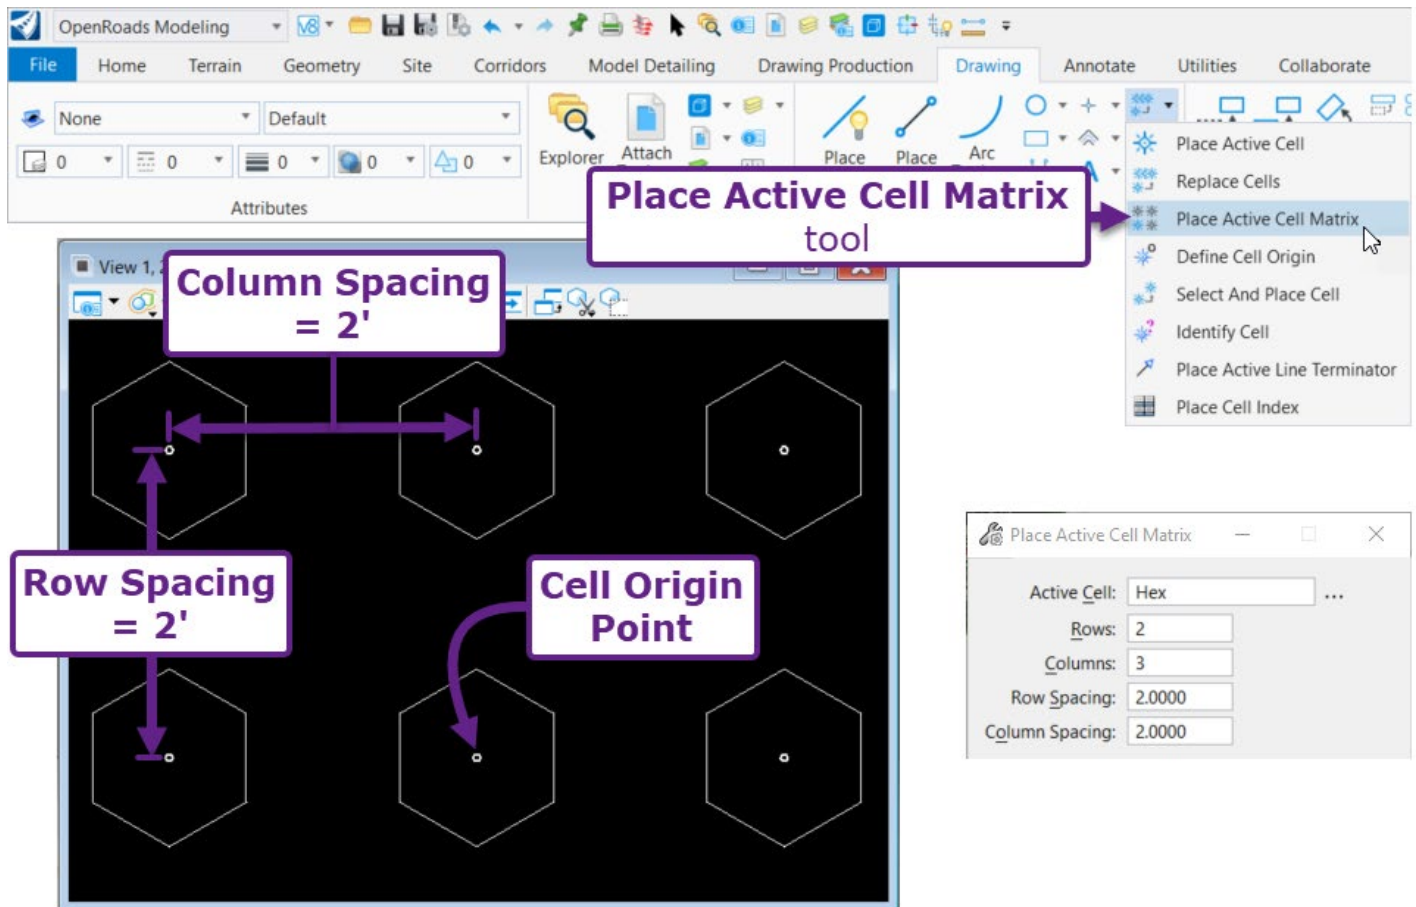 OpenRoads Modeling
File Home Terrain Geometry Site Corridors Model Detailing Drawing Production Drawing Annotate Utilities Collaborate
None Default
0 0 0 0 0
Explorer Attach Place Place Arc
Attributes
Place Active Cell
Replace Cells
Place Active Cell Matrix
Define Cell Origin
Select And Place Cell
Identify Cell
Place Active Line Terminator
Place Cell Index
Place Active Cell Matrix
tool
View 1,
Column Spacing
= 2'
Row Spacing
= 2'
Cell Origin
Point
Place Active Cell Matrix
Active Cell: Hex ...
Rows: 2
Columns: 3
Row Spacing: 2.0000
Column Spacing: 2.0000